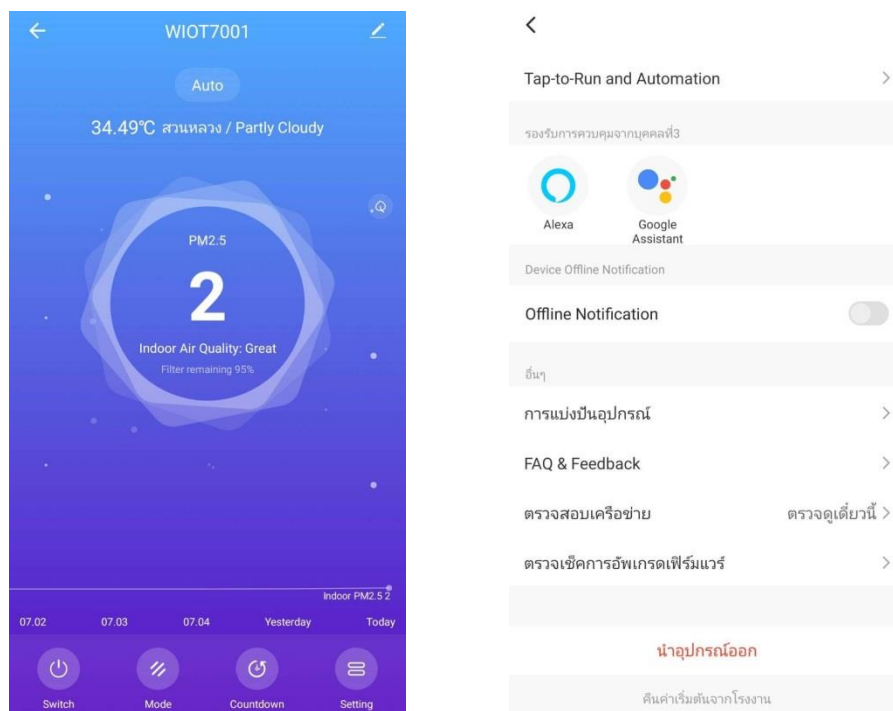 WIOT7001
Auto
34.49℃ สวนหลวง / Partly Cloudy
PM2.5
2
Indoor Air Quality: Great
Filter remaining 95%
Indoor PM2.5 2
07.02 07.03 07.04 Yesterday Today
Switch Mode Countdown Setting
Tap-to-Run and Automation
รองรับการควบคุมจากบุคคลที่3
Alexa Google
Assistant
Device Offline Notification
Offline Notification
อื่นๆ
การแบ่งปันอุปกรณ์
FAQ & Feedback
ตรวจสอบเครือข่าย ตรวจดูเดี๋ยวนี้
ตรวจเช็คการอัพเกรดเฟิร์มแวร์
นำอุปกรณ์ออก
คืนค่าเริ่มต้นจากโรงงาน